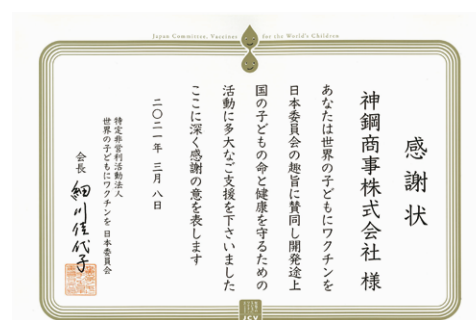 Japan Committee, Vaccines for the World's Children
感謝状
神鋼商事株式会社 様
あなたは世界の子どもにワクチンを
日本委員会の趣旨に賛同し開発途上
国の子どもの命と健康を守るための
活動に多大なご支援を下さいました
ここに深く感謝の意を表します
二〇二一年 三月 八日
特定非営利活動法人
世界の子どもにワクチンを 日本委員会
会長 細川佳代子
JCV